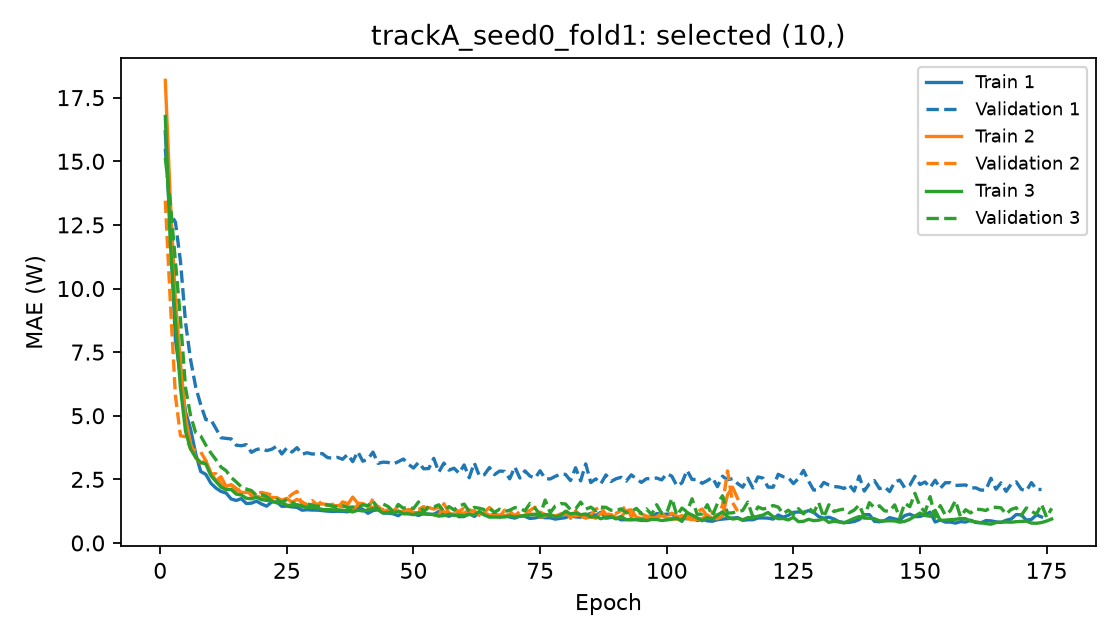 trackA_seed0_fold1: selected (10,)
Train 1
Validation 1
Train 2
Validation 2
Train 3
Validation 3
MAE (W)
17.5
15.0
12.5
10.0
7.5
5.0
2.5
0.0
0 25 50 75 100 125 150 175
Epoch